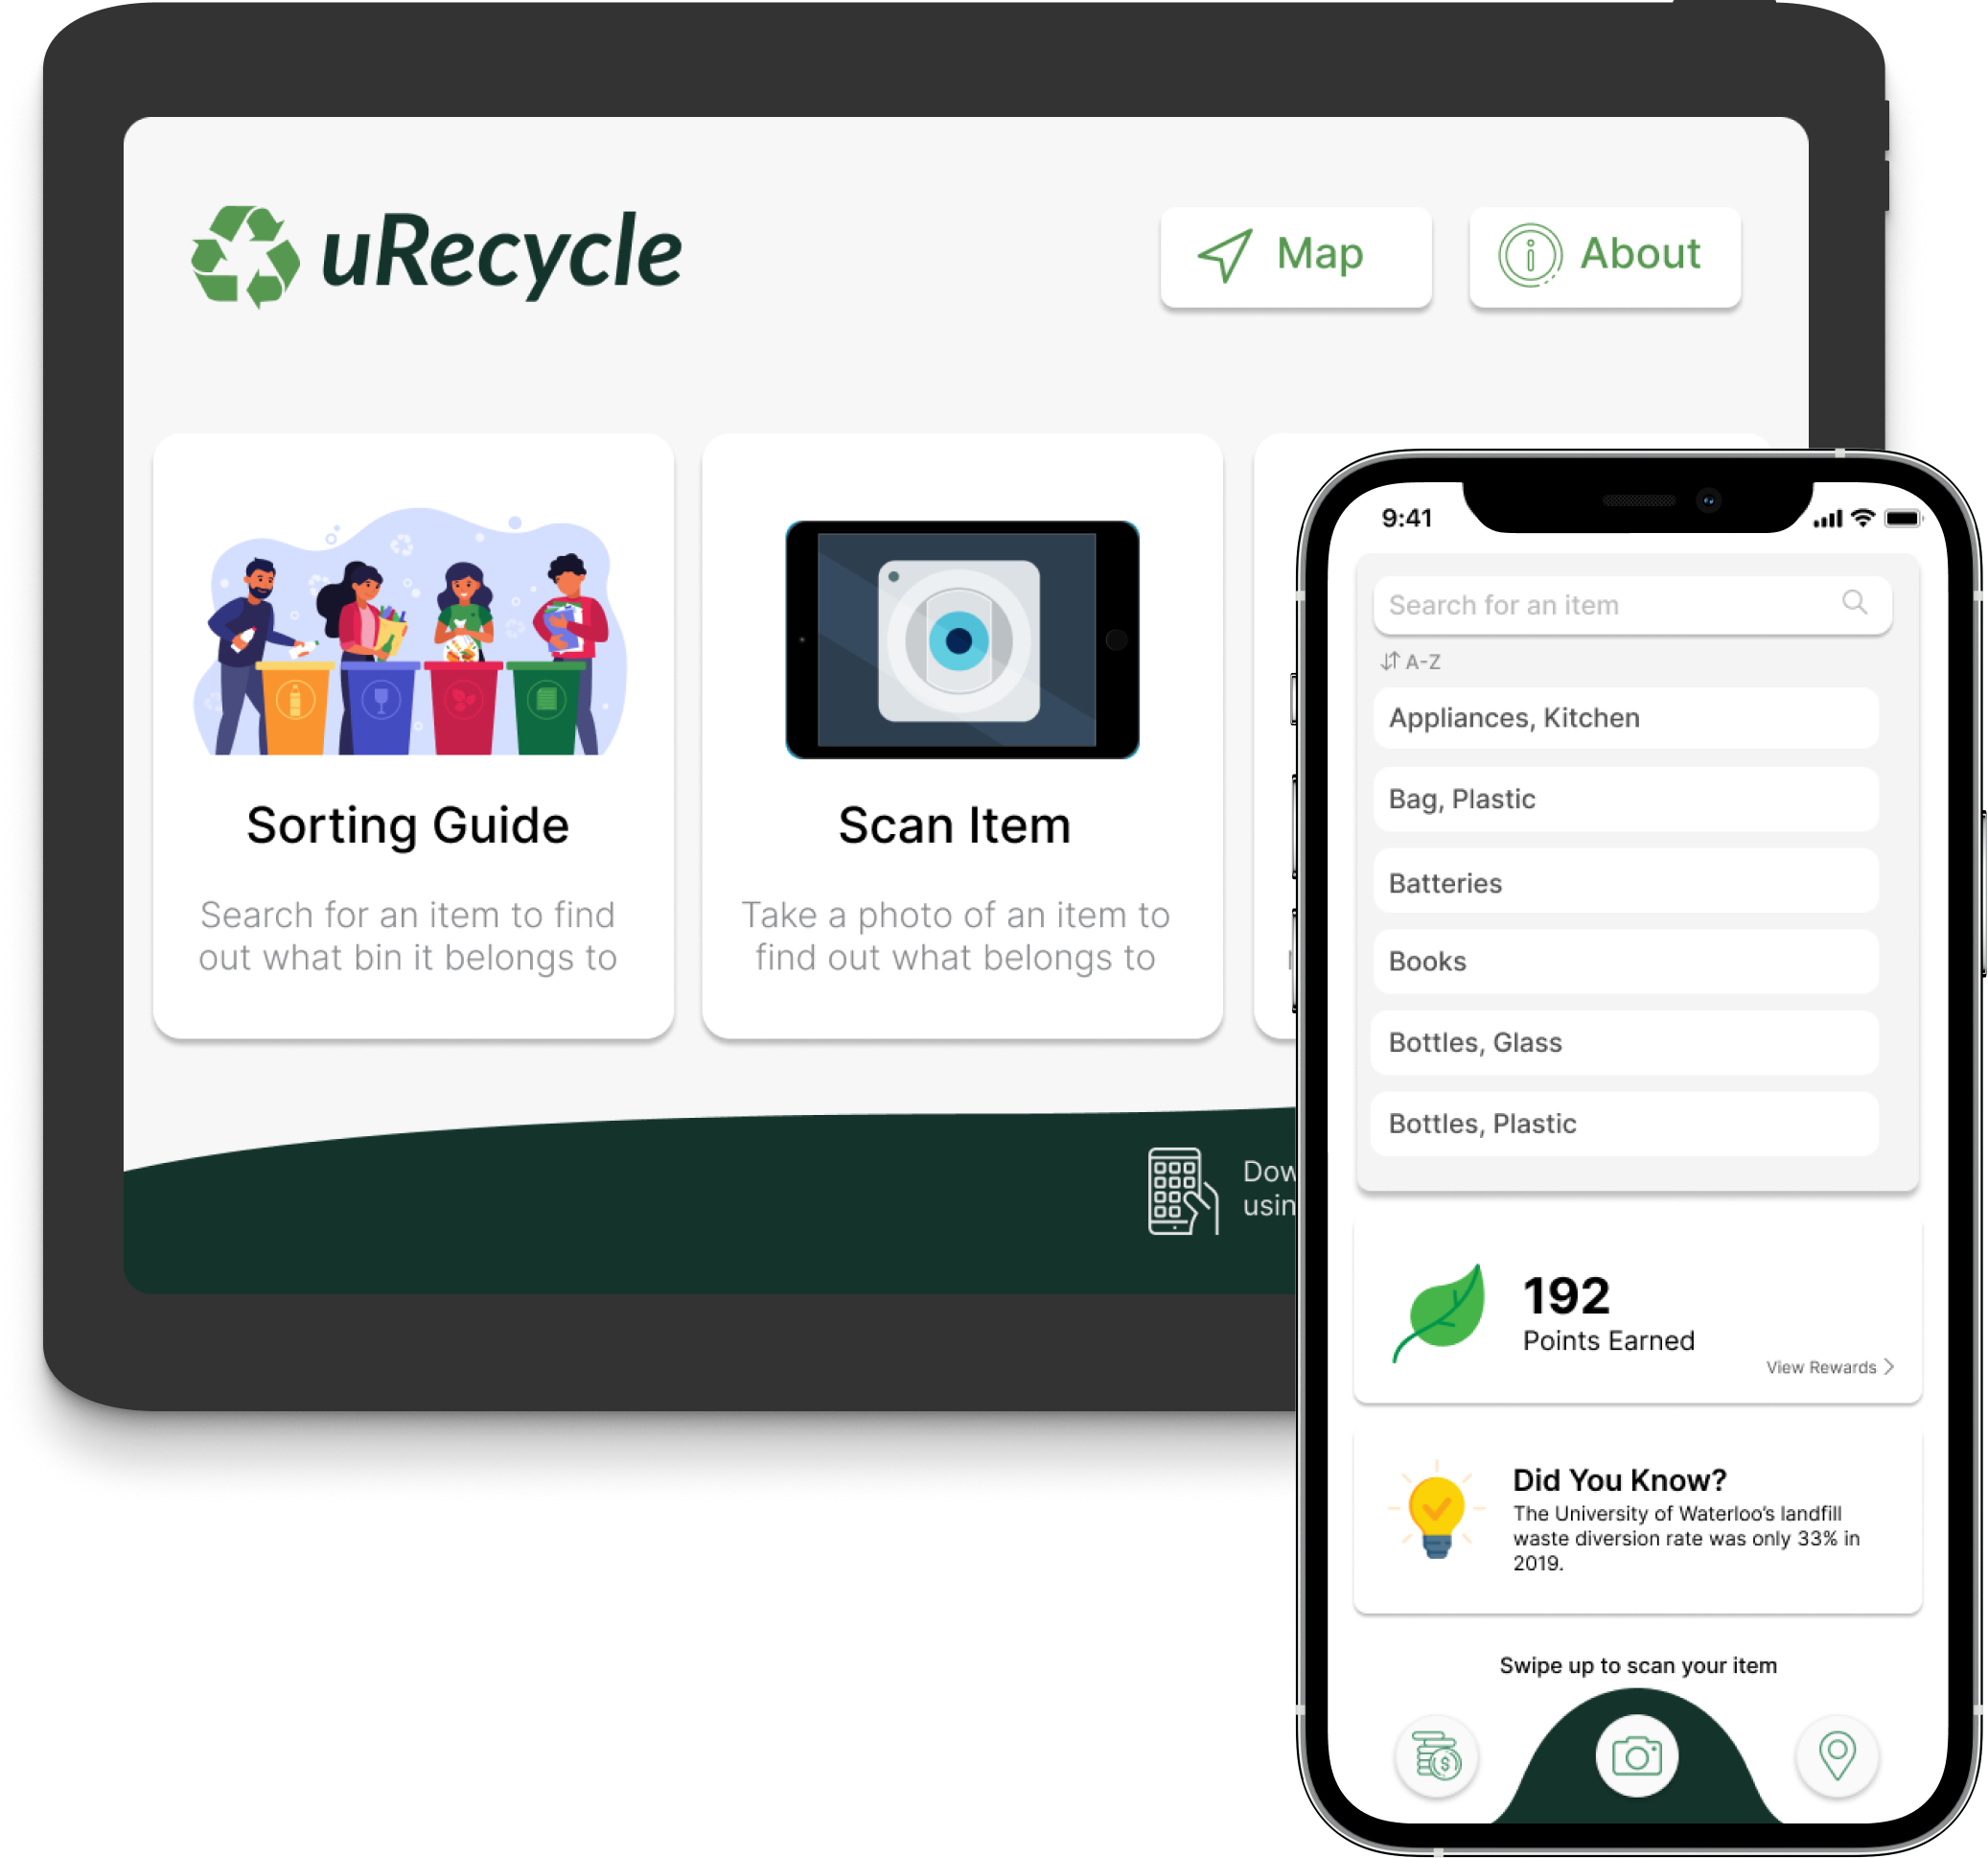 uRecycle
Map
About
Sorting Guide
Search for an item to find
out what bin it belongs to
Scan Item
Take a photo of an item to
find out what belongs to
9:41
Search for an item
A-Z
Appliances, Kitchen
Bag, Plastic
Batteries
Books
Bottles, Glass
Bottles, Plastic
192
Points Earned
View Rewards
Did You Know?
The University of Waterloo’s landfill
waste diversion rate was only 33% in
2019.
Swipe up to scan your item